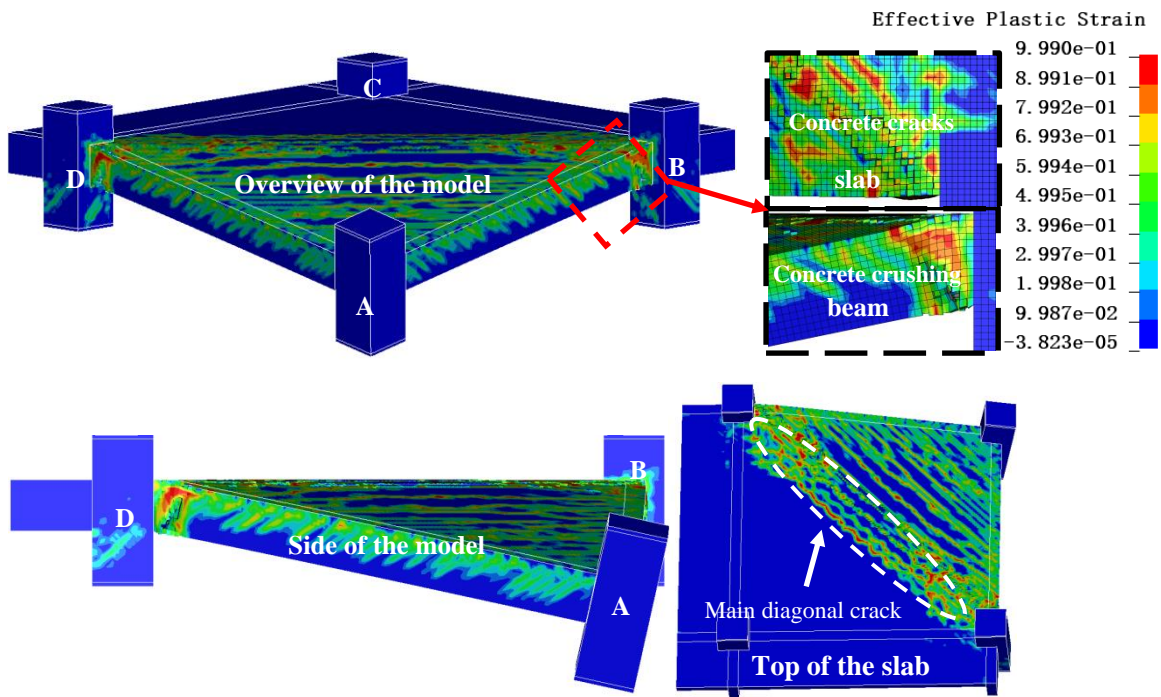 Effective Plastic Strain
9.990e-01
8.991e-01
7.992e-01
6.993e-01
5.994e-01
4.995e-01
3.996e-01
2.997e-01
1.998e-01
9.987e-02
-3.823e-05
C
D
B
Overview of the model
A
Concrete cracks
slab
Concrete crushing
beam
B
D
Side of the model
A
Main diagonal crack
Top of the slab